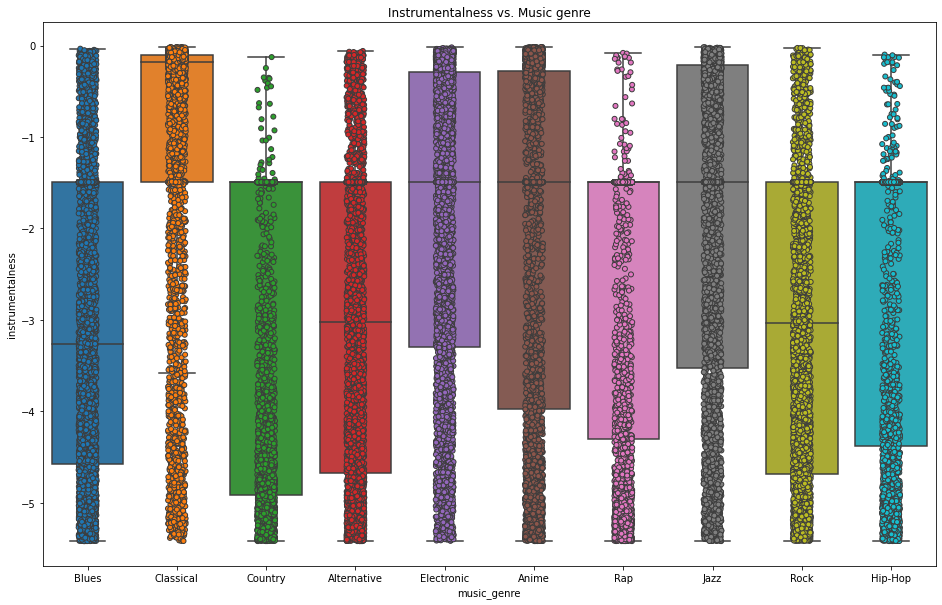 Instrumentalness vs. Music genre
instrumentalness
0
−1
−2
−3
−4
−5
Blues Classical Country Alternative Electronic Anime Rap Jazz Rock Hip-Hop
music_genre